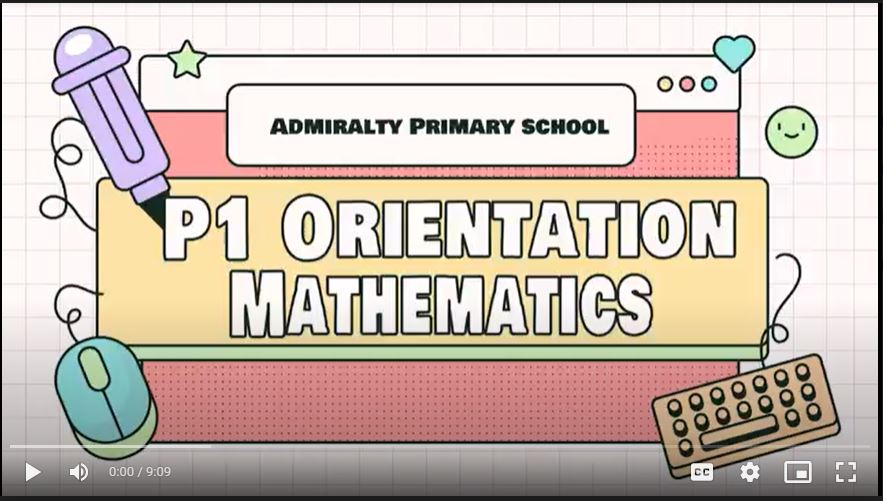 ADMIRALTY PRIMARY SCHOOL
P1 ORIENTATION
MATHEMATICS
0:00 / 9:09
CC